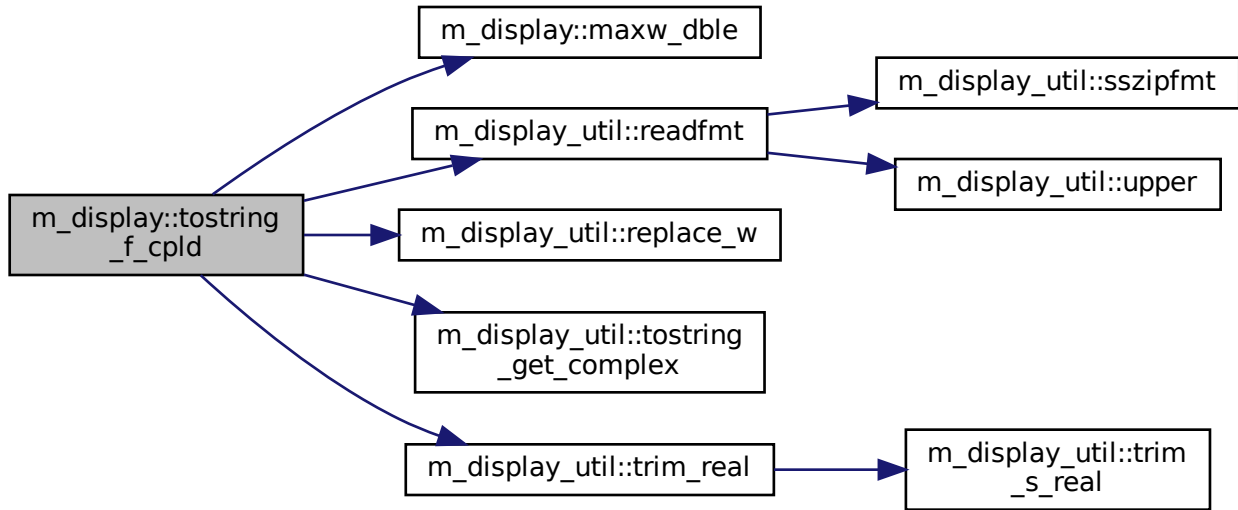 m_display::maxw_dble
m_display_util::sszipfmt
m_display_util::readfmt
m_display_util::upper
m_display::tostring
_f_cpld
m_display_util::replace_w
m_display_util::tostring
_get_complex
m_display_util::trim_real
m_display_util::trim
_s_real